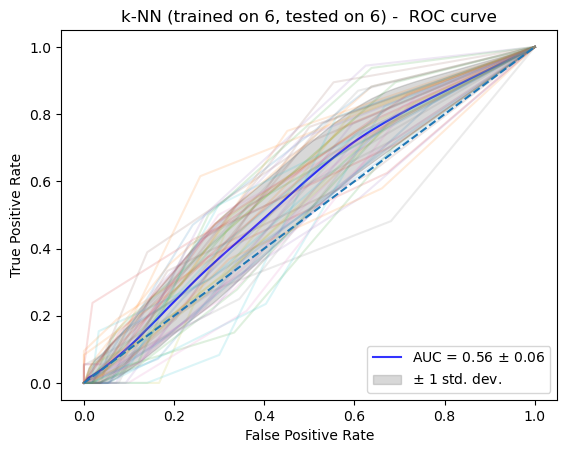 k-NN (trained on 6, tested on 6) -  ROC curve
True Positive Rate
1.0
0.8
0.6
0.4
0.2
0.0
AUC = 0.56 ± 0.06
± 1 std. dev.
0.0 0.2 0.4 0.6 0.8 1.0
False Positive Rate